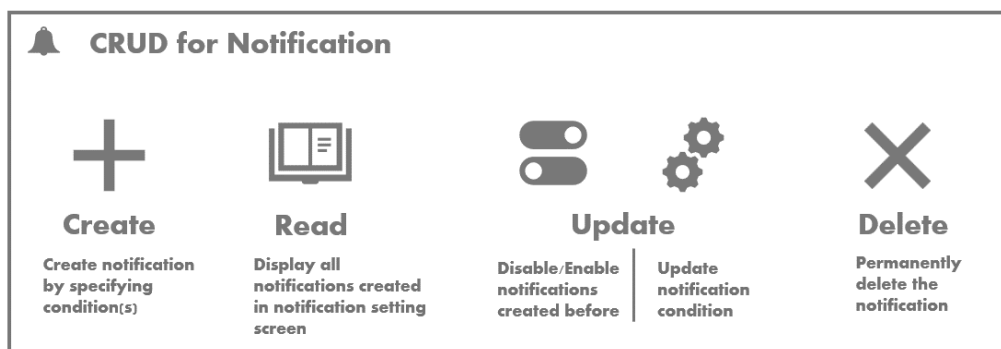 CRUD for Notification
Create
Create notification
by specifying
condition(s)
Read
Display all
notifications created
in notification setting
screen
Update
Disable/Enable
notifications
created before
Update
notification
condition
Delete
Permanently
delete the
notification